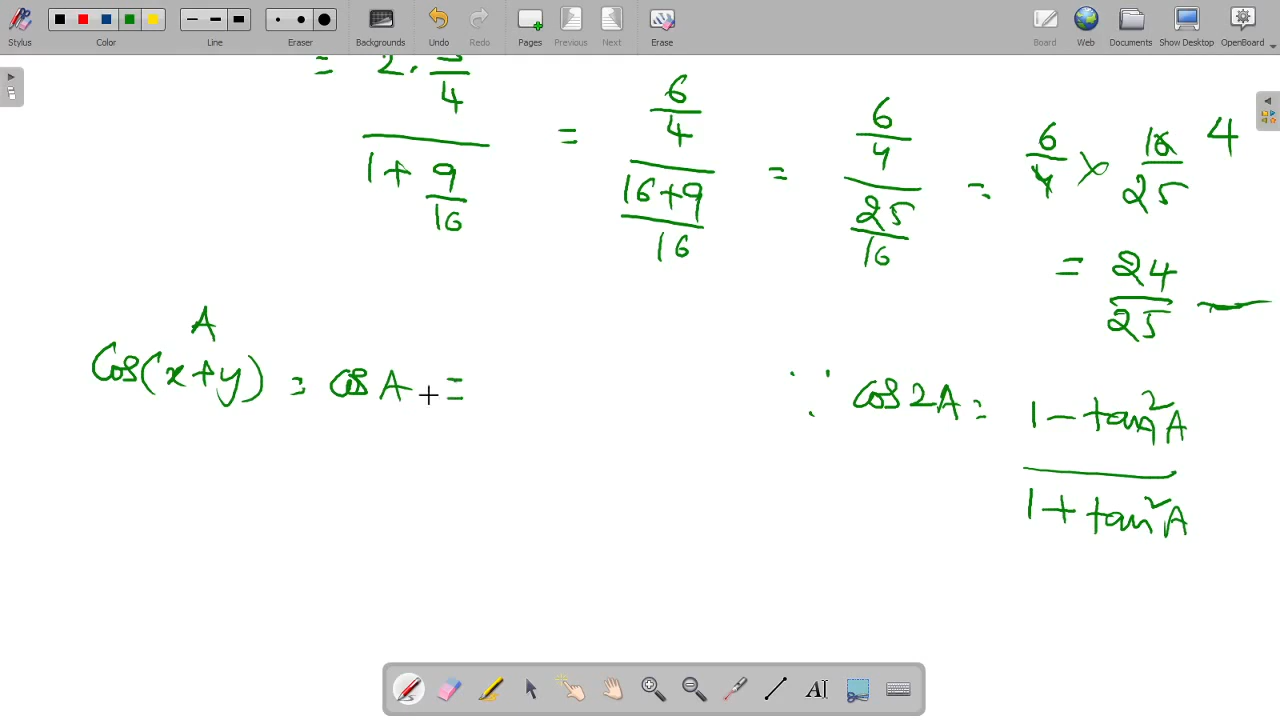 Stylus Color Line Eraser Backgrounds Undo Redo Pages Previous Next Erase Board Web Documents Show Desktop OpenBoard
= 2 · 3/4 / (1 + 9/16) = 6/4 / ((16+9)/16) = 6/4 / (25/16) = 6/4 × 16/25 4
= 24/25
A
Cos(x+y) = cos A =
∵ cos 2A = (1 - tan²A) / (1 + tan²A)